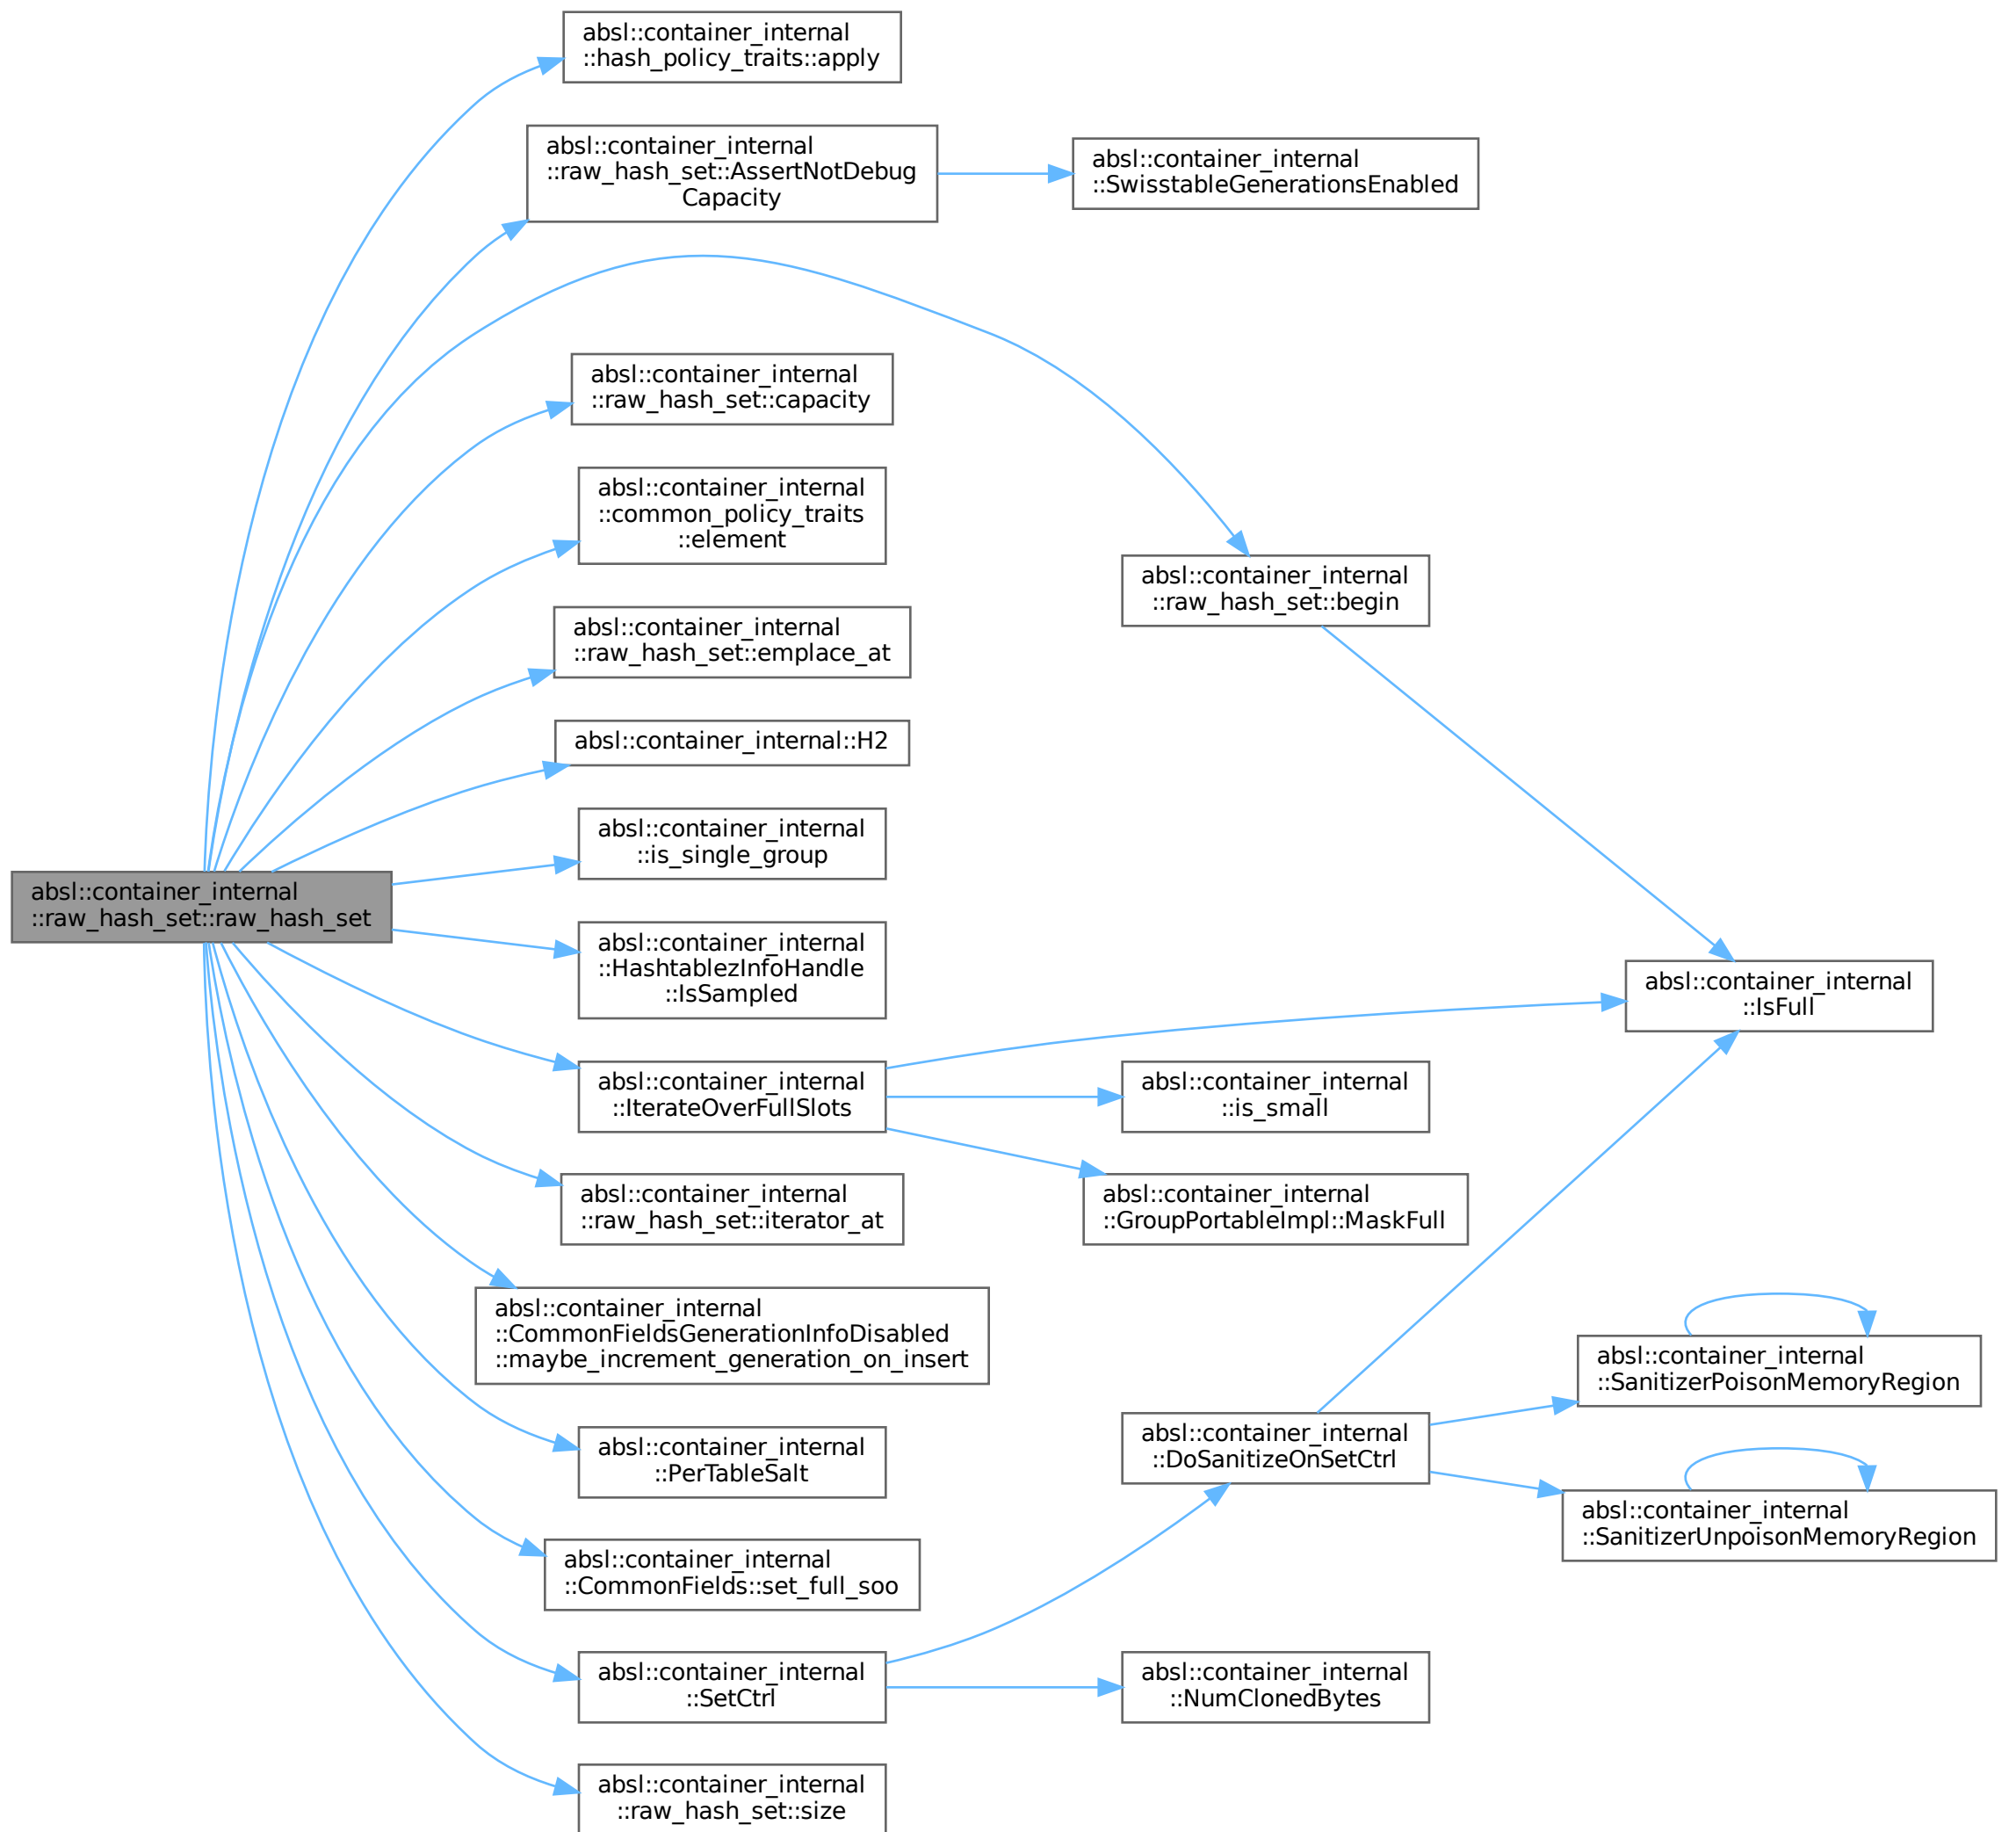 absl::container_internal
::hash_policy_traits::apply
absl::container_internal
::raw_hash_set::AssertNotDebug
Capacity
absl::container_internal
::SwisstableGenerationsEnabled
absl::container_internal
::raw_hash_set::capacity
absl::container_internal
::common_policy_traits
::element
absl::container_internal
::raw_hash_set::begin
absl::container_internal
::raw_hash_set::emplace_at
absl::container_internal::H2
absl::container_internal
::is_single_group
absl::container_internal
::raw_hash_set::raw_hash_set
absl::container_internal
::HashtablezInfoHandle
::IsSampled
absl::container_internal
::IsFull
absl::container_internal
::IterateOverFullSlots
absl::container_internal
::is_small
absl::container_internal
::raw_hash_set::iterator_at
absl::container_internal
::GroupPortableImpl::MaskFull
absl::container_internal
::CommonFieldsGenerationInfoDisabled
::maybe_increment_generation_on_insert
absl::container_internal
::SanitizerPoisonMemoryRegion
absl::container_internal
::PerTableSalt
absl::container_internal
::DoSanitizeOnSetCtrl
absl::container_internal
::SanitizerUnpoisonMemoryRegion
absl::container_internal
::CommonFields::set_full_soo
absl::container_internal
::SetCtrl
absl::container_internal
::NumClonedBytes
absl::container_internal
::raw_hash_set::size